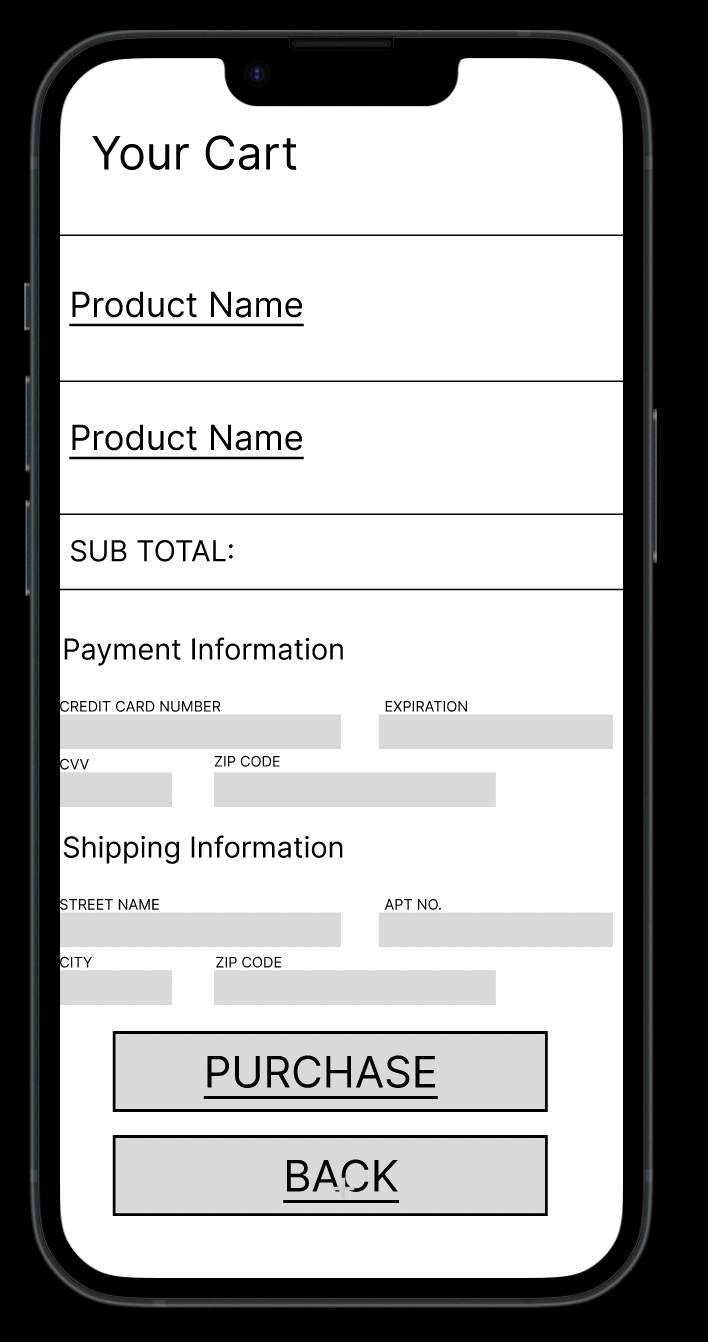 Your Cart
Product Name
Product Name
SUB TOTAL:
Payment Information
CREDIT CARD NUMBER EXPIRATION
CVV ZIP CODE
Shipping Information
STREET NAME APT NO.
CITY ZIP CODE
PURCHASE
BACK